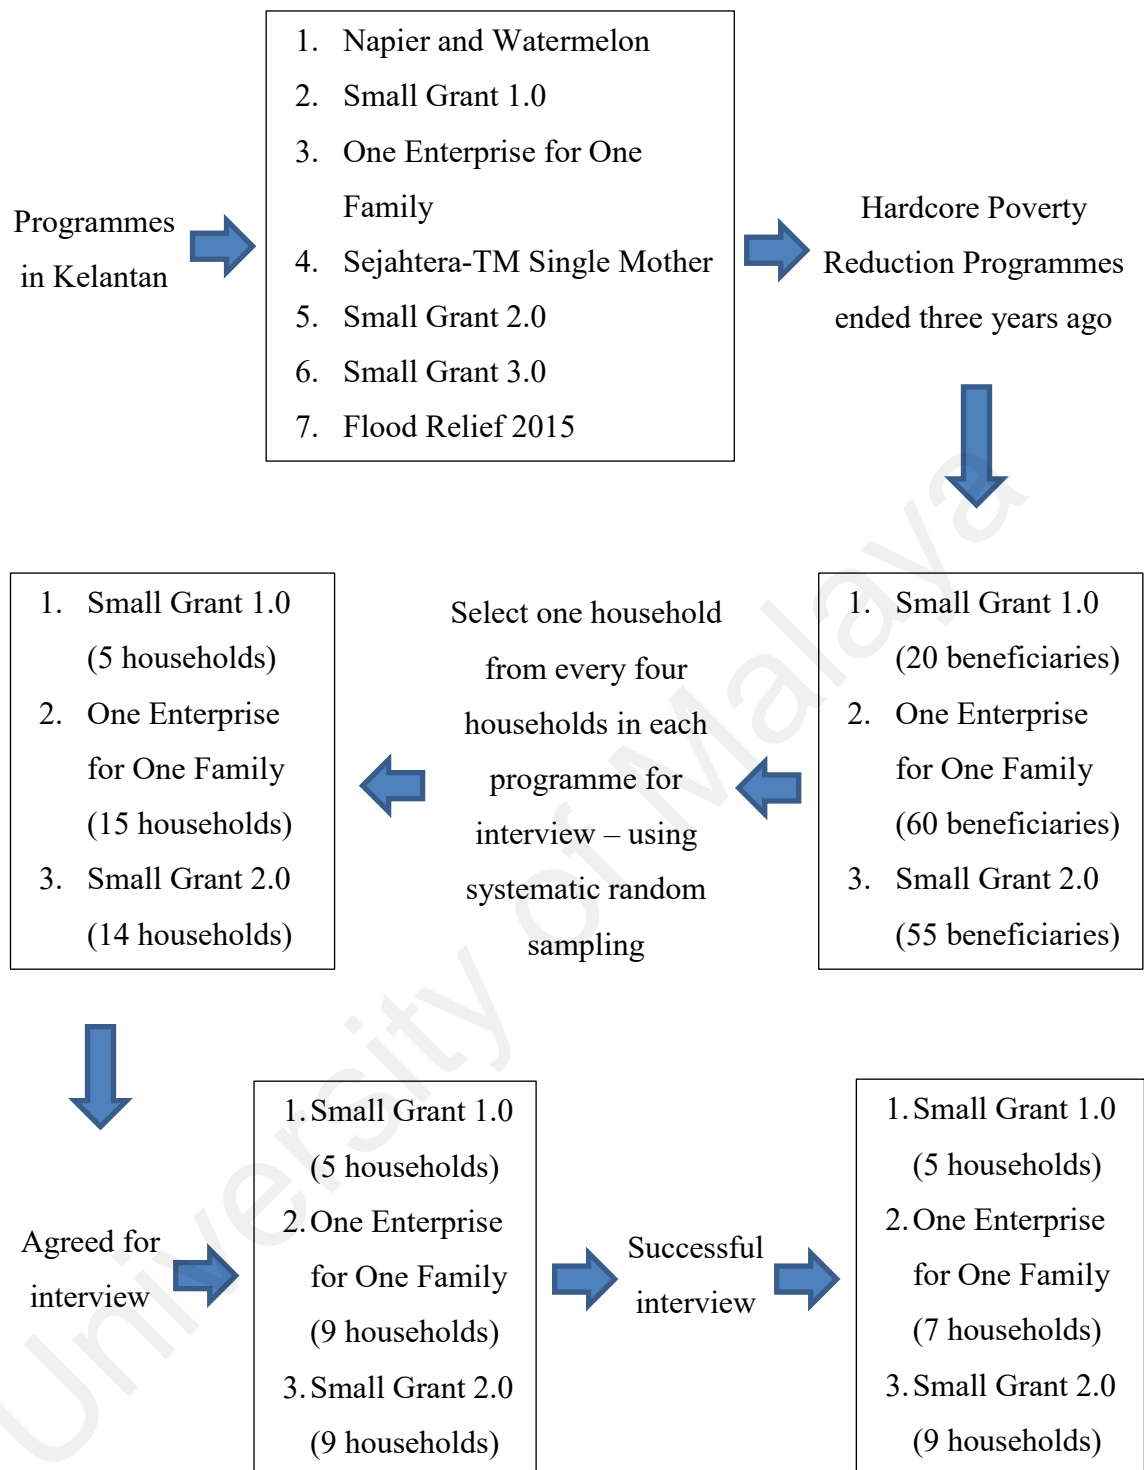 Programmes
in Kelantan
1. Napier and Watermelon
2. Small Grant 1.0
3. One Enterprise for One
Family
4. Sejahtera-TM Single Mother
5. Small Grant 2.0
6. Small Grant 3.0
7. Flood Relief 2015
Hardcore Poverty
Reduction Programmes
ended three years ago
1. Small Grant 1.0
(20 beneficiaries)
2. One Enterprise
for One Family
(60 beneficiaries)
3. Small Grant 2.0
(55 beneficiaries)
Select one household
from every four
households in each
programme for
interview – using
systematic random
sampling
1. Small Grant 1.0
(5 households)
2. One Enterprise
for One Family
(15 households)
3. Small Grant 2.0
(14 households)
Agreed for
interview
1. Small Grant 1.0
(5 households)
2. One Enterprise
for One Family
(9 households)
3. Small Grant 2.0
(9 households)
Successful
interview
1. Small Grant 1.0
(5 households)
2. One Enterprise
for One Family
(7 households)
3. Small Grant 2.0
(9 households)
University of Malaya